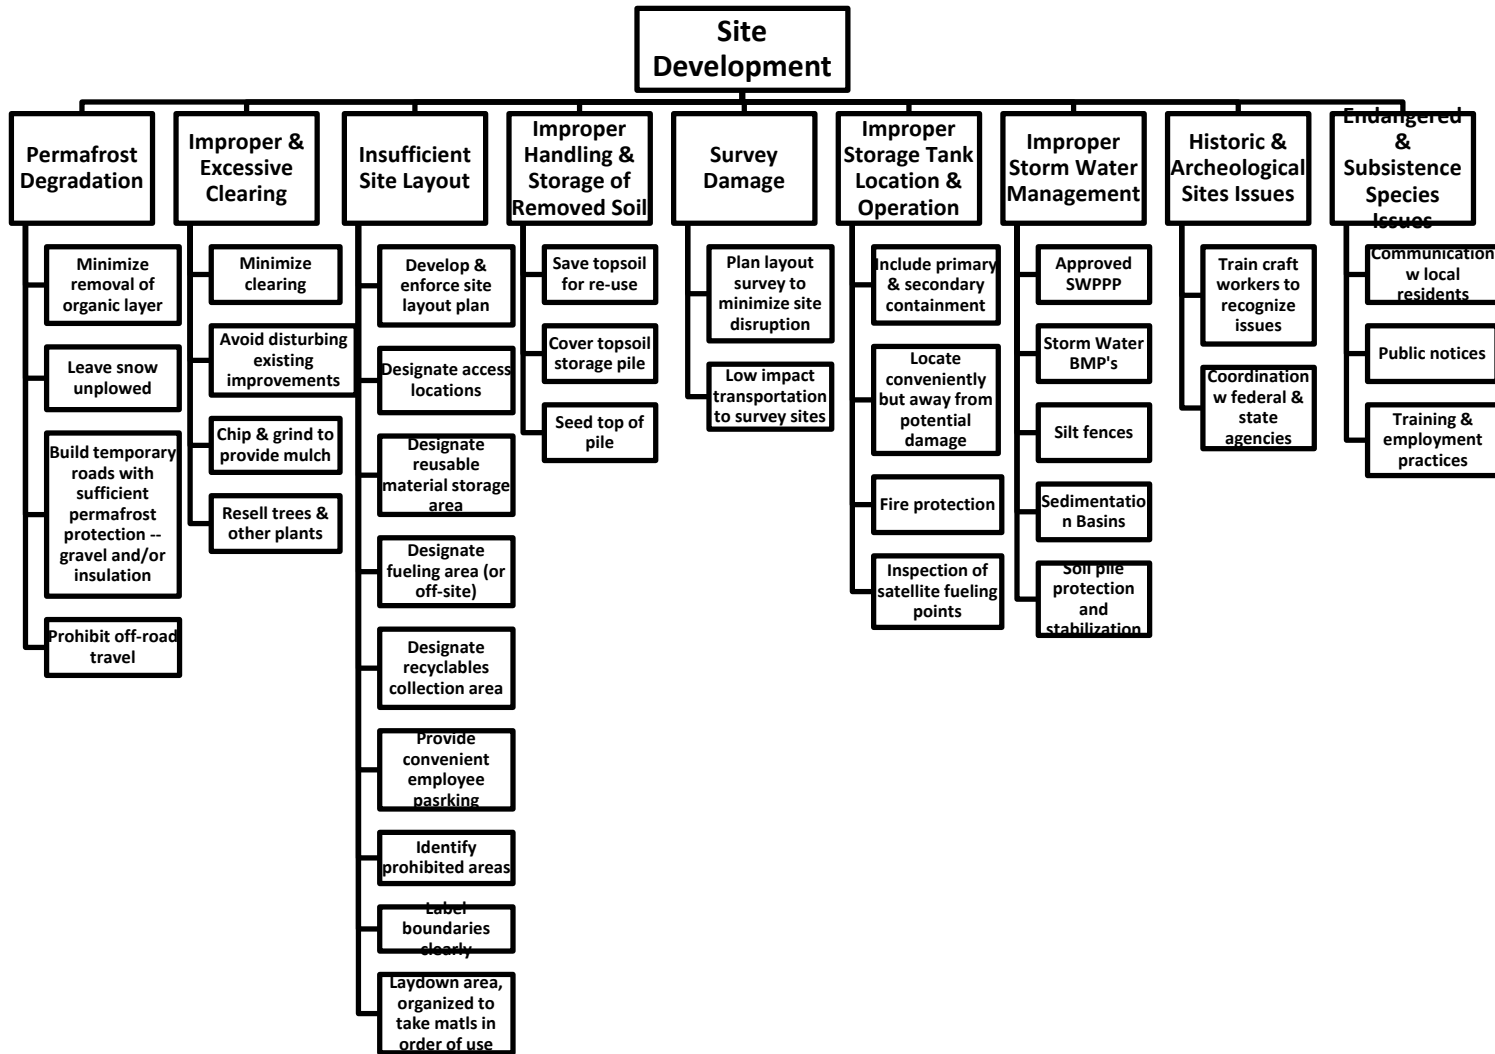 Site
Development
Permafrost
Degradation
Minimize
removal of
organic layer
Leave snow
unplowed
Build temporary
roads with
sufficient
permafrost
protection --
gravel and/or
insulation
Prohibit off-road
travel
Improper &
Excessive
Clearing
Minimize
clearing
Avoid disturbing
existing
improvements
Chip & grind to
provide mulch
Resell trees &
other plants
Insufficient
Site Layout
Develop &
enforce site
layout plan
Designate access
locations
Designate
reusable
material storage
area
Designate
fueling area (or
off-site)
Designate
recyclables
collection area
Provide
convenient
employee
pasrking
Identify
prohibited areas
Label
boundaries
clearly
Laydown area,
organized to
take matls in
order of use
Improper
Handling &
Storage of
Removed Soil
Save topsoil
for re-use
Cover topsoil
storage pile
Seed top of
pile
Survey
Damage
Plan layout
survey to
minimize site
disruption
Low impact
transportation
to survey sites
Improper
Storage Tank
Location &
Operation
Include primary
& secondary
containment
Locate
conveniently
but away from
potential
damage
Fire protection
Inspection of
satellite fueling
points
Improper
Storm Water
Management
Approved
SWPPP
Storm Water
BMP's
Silt fences
Sedimentatio
n Basins
Soil pile
protection
and
stabilization
Historic &
Archeological
Sites Issues
Train craft
workers to
recognize
issues
Coordination
w federal &
state
agencies
Endangered
&
Subsistence
Species
Issues
Communication
w local
residents
Public notices
Training &
employment
practices